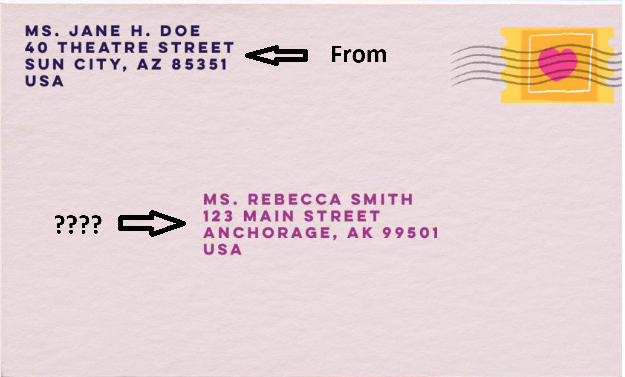 MS. JANE H. DOE
40 THEATRE STREET
SUN CITY, AZ 85351
USA
From
????
MS. REBECCA SMITH
123 MAIN STREET
ANCHORAGE, AK 99501
USA